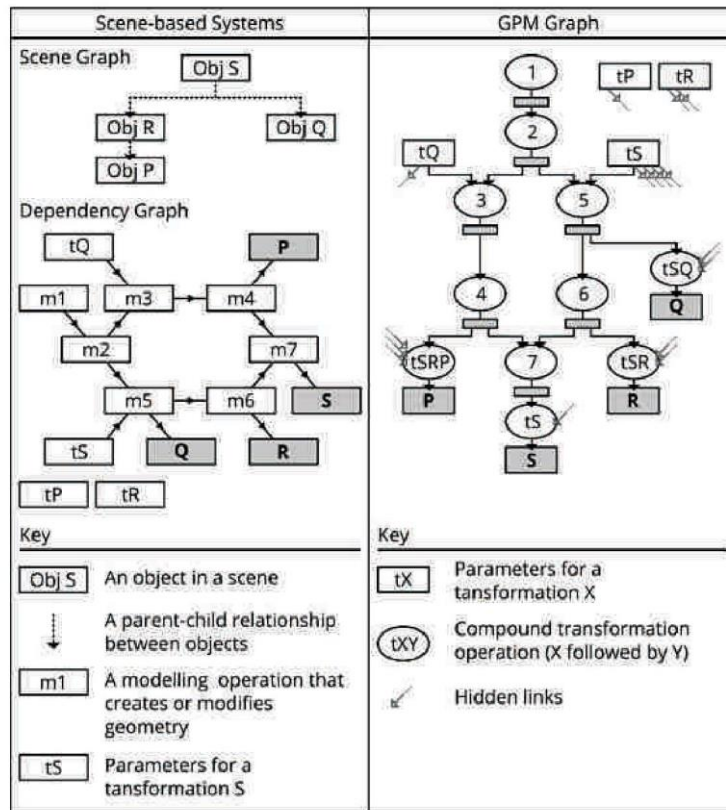 Scene-based Systems
GPM Graph
Scene Graph
Obj S
Obj R
Obj Q
Obj P
Dependency Graph
tQ
P
m1
m3
m4
m2
m7
m5
m6
S
tS
Q
R
tP
tR
Key
Obj S
An object in a scene
A parent-child relationship
between objects
m1
A modelling operation that
creates or modifies
geometry
tS
Parameters for a
tansformation S
1
tP
tR
2
tQ
tS
3
5
tSQ
Q
4
6
tSRP
7
tSR
P
R
tS
S
Key
tX
Parameters for a
tansformation X
tXY
Compound transformation
operation (X followed by Y)
Hidden links